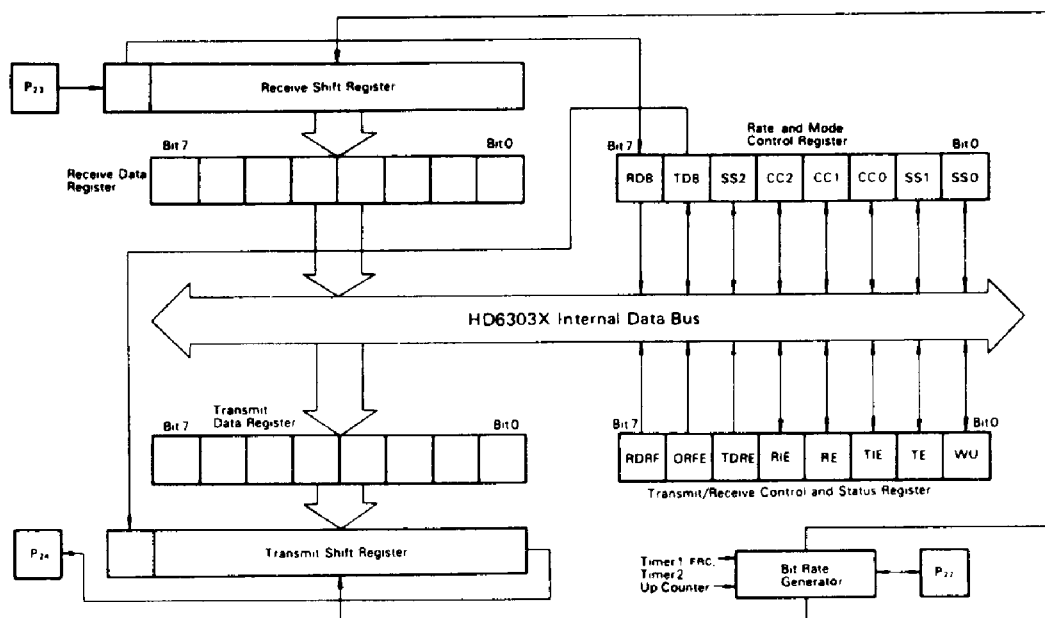 P23
Receive Shift Register
Bit 7
Bit 0
Receive Data
Register
Rate and Mode
Control Register
Bit 7
Bit 0
RD8 TD8 SS2 CC2 CC1 CC0 SS1 SS0
HD6303X Internal Data Bus
Transmit
Data Register
Bit 7
Bit 0
Bit 7
Bit 0
RDRF ORFE TDRE RIE RE TIE TE WU
Transmit/Receive Control and Status Register
P24
Transmit Shift Register
Timer 1 FRC.
Timer 2
Up Counter
Bit Rate
Generator
P22